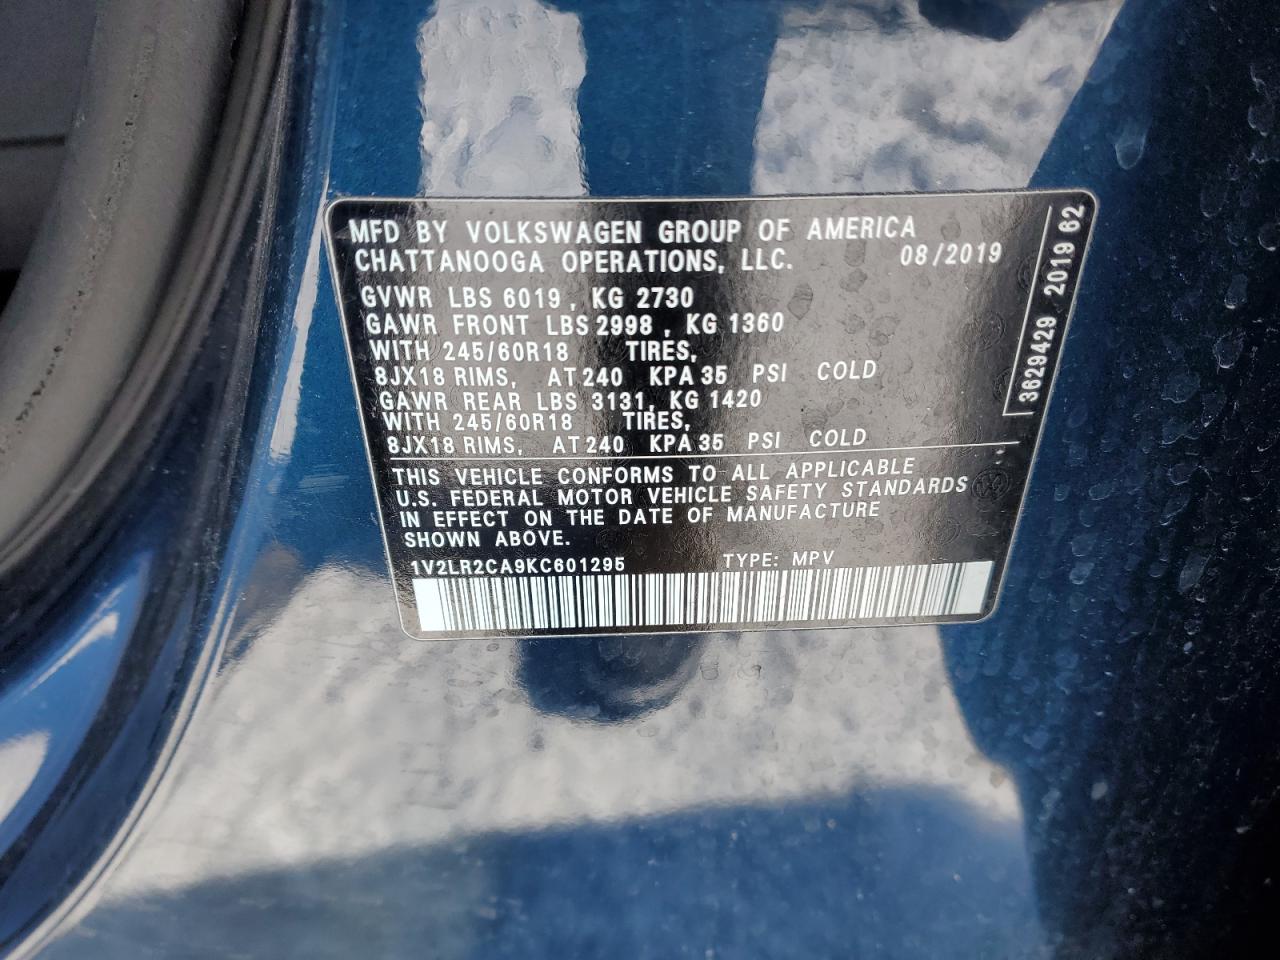 MFD BY VOLKSWAGEN GROUP OF AMERICA
CHATTANOOGA OPERATIONS, LLC. 08/2019
GVWR LBS 6019, KG 2730
GAWR FRONT LBS 2998, KG 1360
WITH 245/60R18 TIRES,
8JX18 RIMS, AT 240 KPA 35 PSI COLD
GAWR REAR LBS 3131, KG 1420
WITH 245/60R18 TIRES,
8JX18 RIMS, AT 240 KPA 35 PSI COLD
THIS VEHICLE CONFORMS TO ALL APPLICABLE
U.S. FEDERAL MOTOR VEHICLE SAFETY STANDARDS
IN EFFECT ON THE DATE OF MANUFACTURE
SHOWN ABOVE.
1V2LR2CA9KC601295 TYPE: MPV
3629429 2019 62